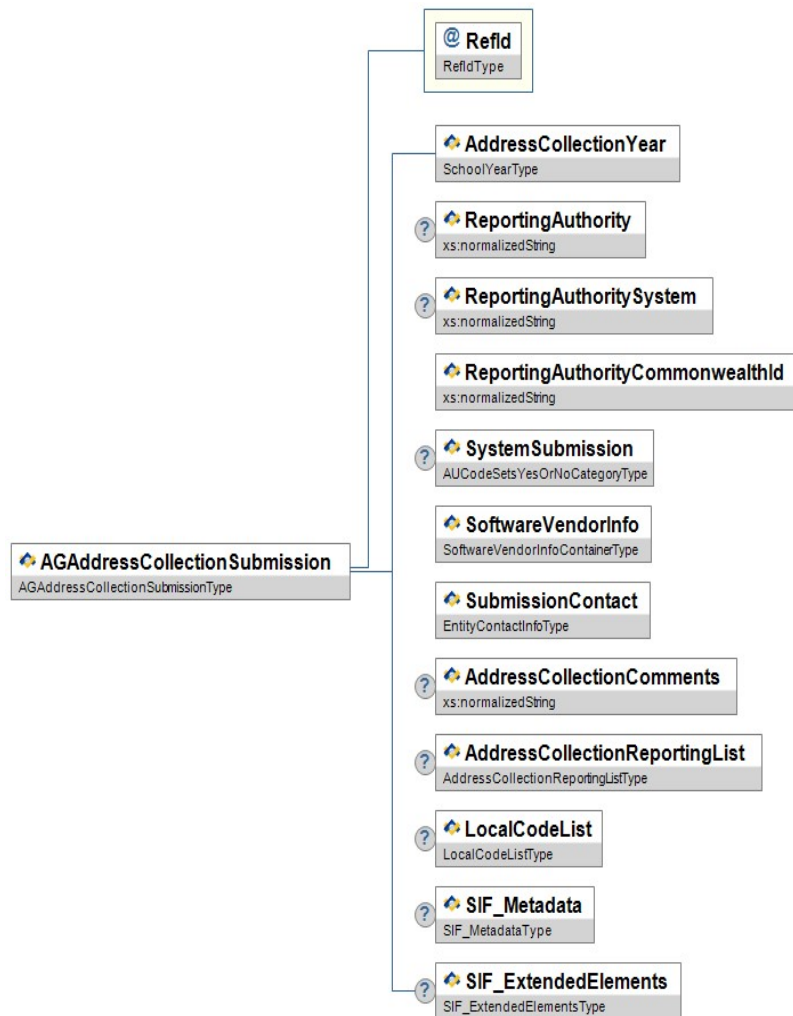 @ RefId
RefIdType
AddressCollectionYear
SchoolYearType
? ReportingAuthority
xs:normalizedString
? ReportingAuthoritySystem
xs:normalizedString
ReportingAuthorityCommonwealthId
xs:normalizedString
? SystemSubmission
AUCodeSetsYesOrNoCategoryType
SoftwareVendorInfo
SoftwareVendorInfoContainerType
AGAddressCollectionSubmission
AGAddressCollectionSubmissionType
SubmissionContact
EntityContactInfoType
? AddressCollectionComments
xs:normalizedString
? AddressCollectionReportingList
AddressCollectionReportingListType
? LocalCodeList
LocalCodeListType
? SIF_Metadata
SIF_MetadataType
? SIF_ExtendedElements
SIF_ExtendedElementsType